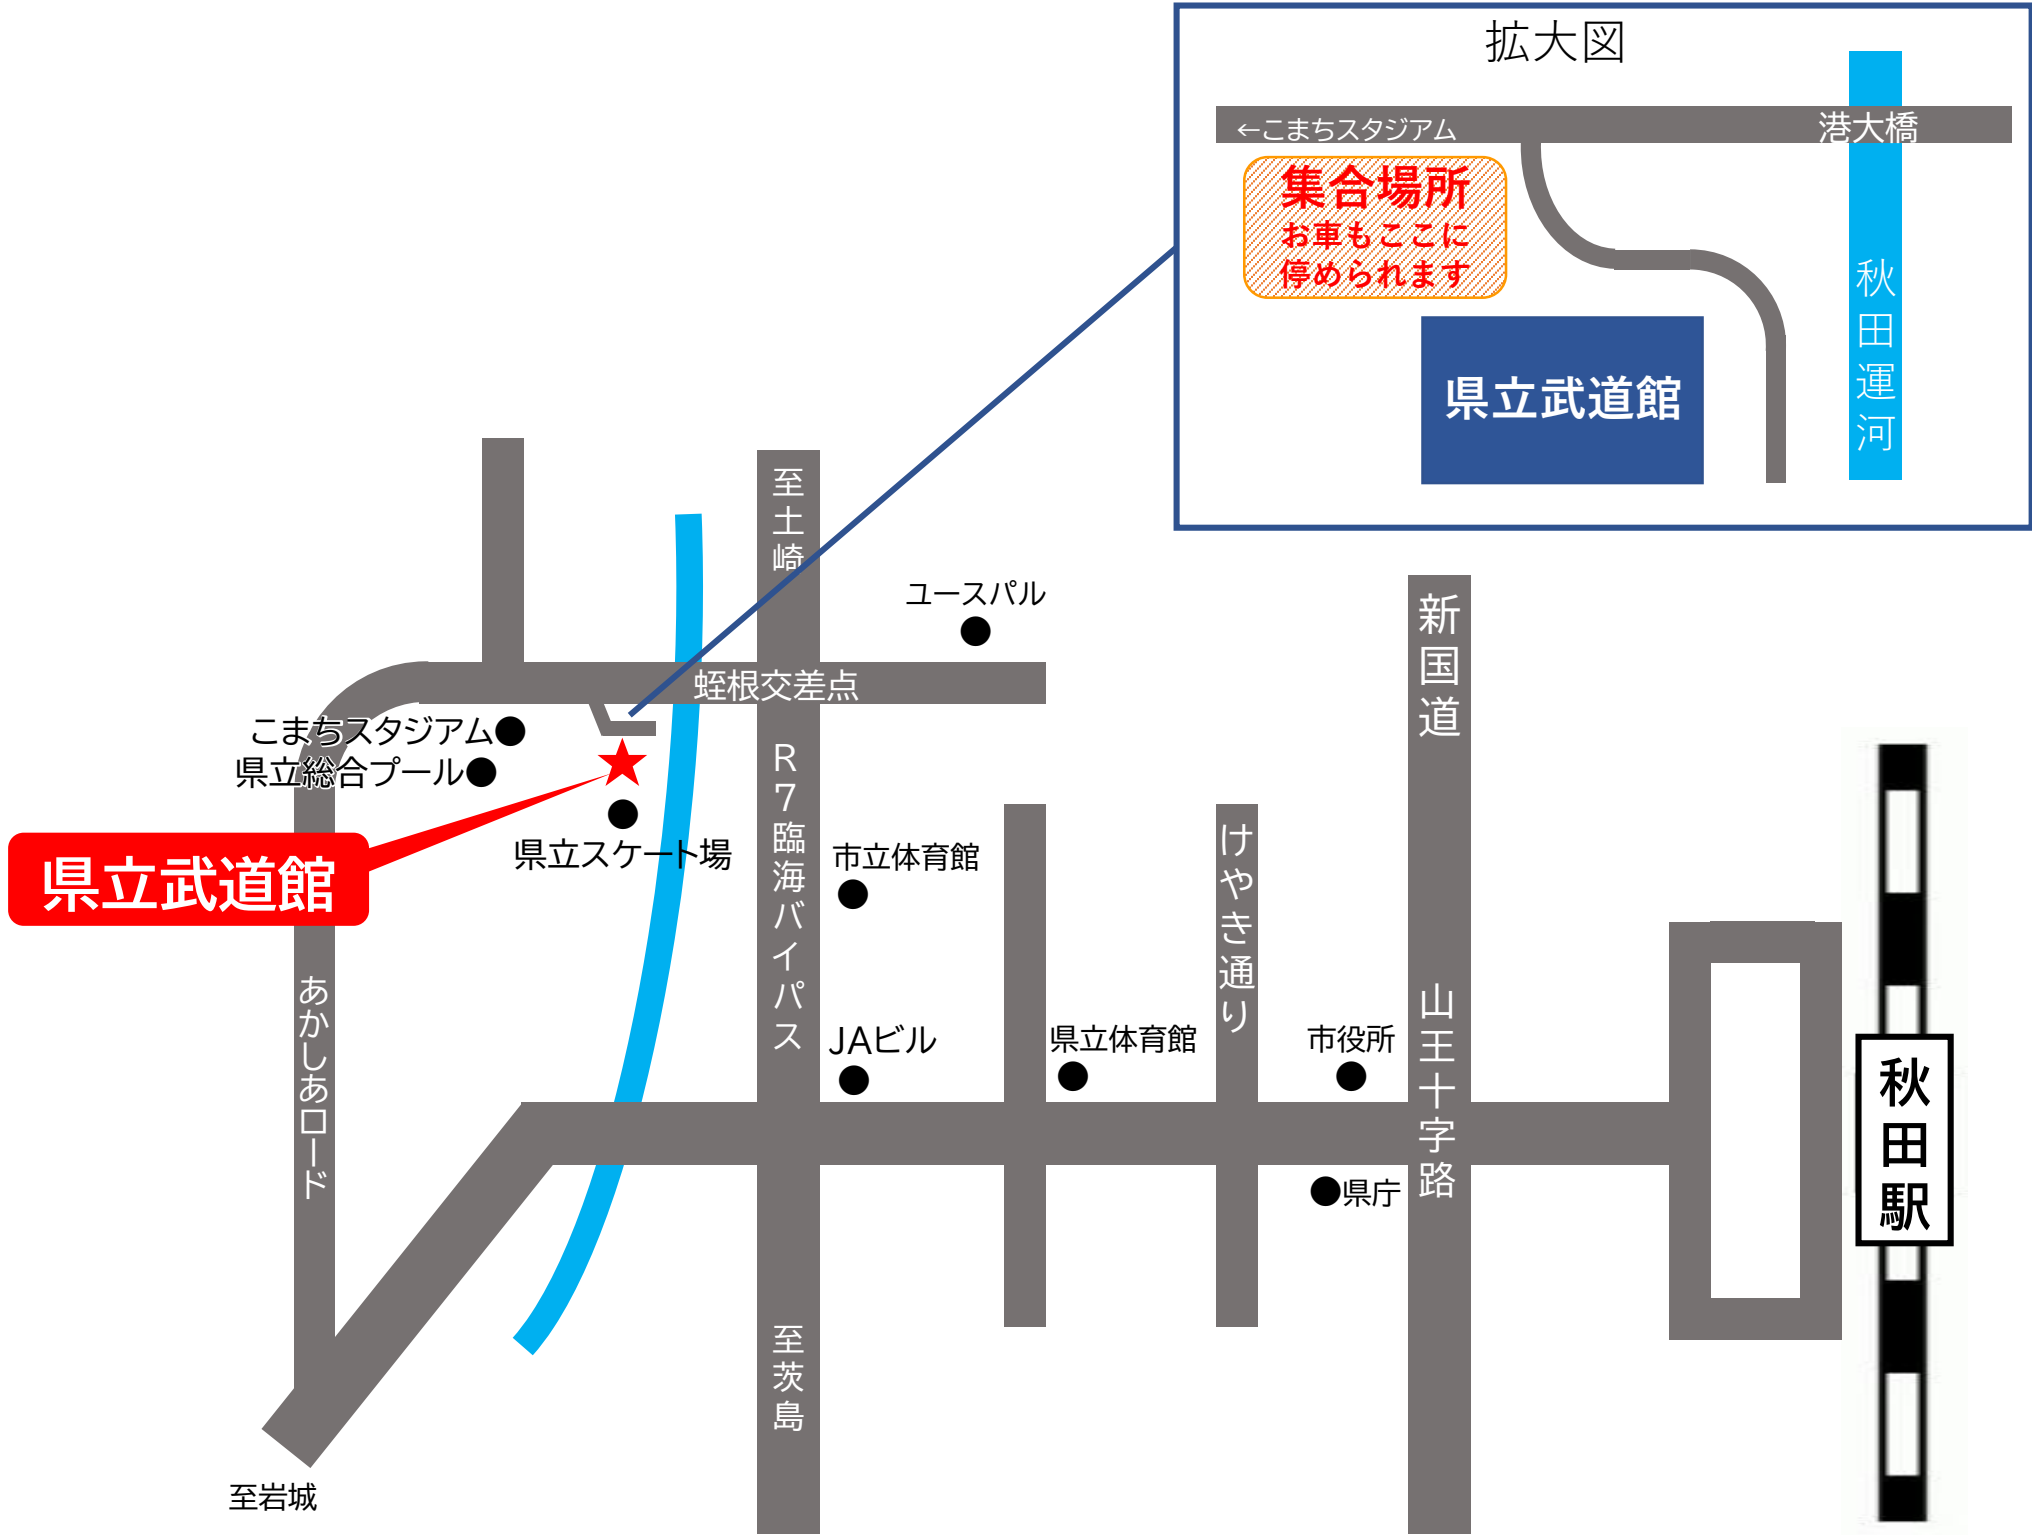 拡大図
←こまちスタジアム
港大橋
集合場所
お車もここに
停められます
県立武道館
秋田運河
至土崎
ユースパル
新国道
蛭根交差点
こまちスタジアム
県立総合プール
R7臨海バイパス
県立スケート場
市立体育館
けやき通り
県立武道館
あかしあロード
JAビル
県立体育館
市役所
山王十字路
秋田駅
県庁
至茨島
至岩城